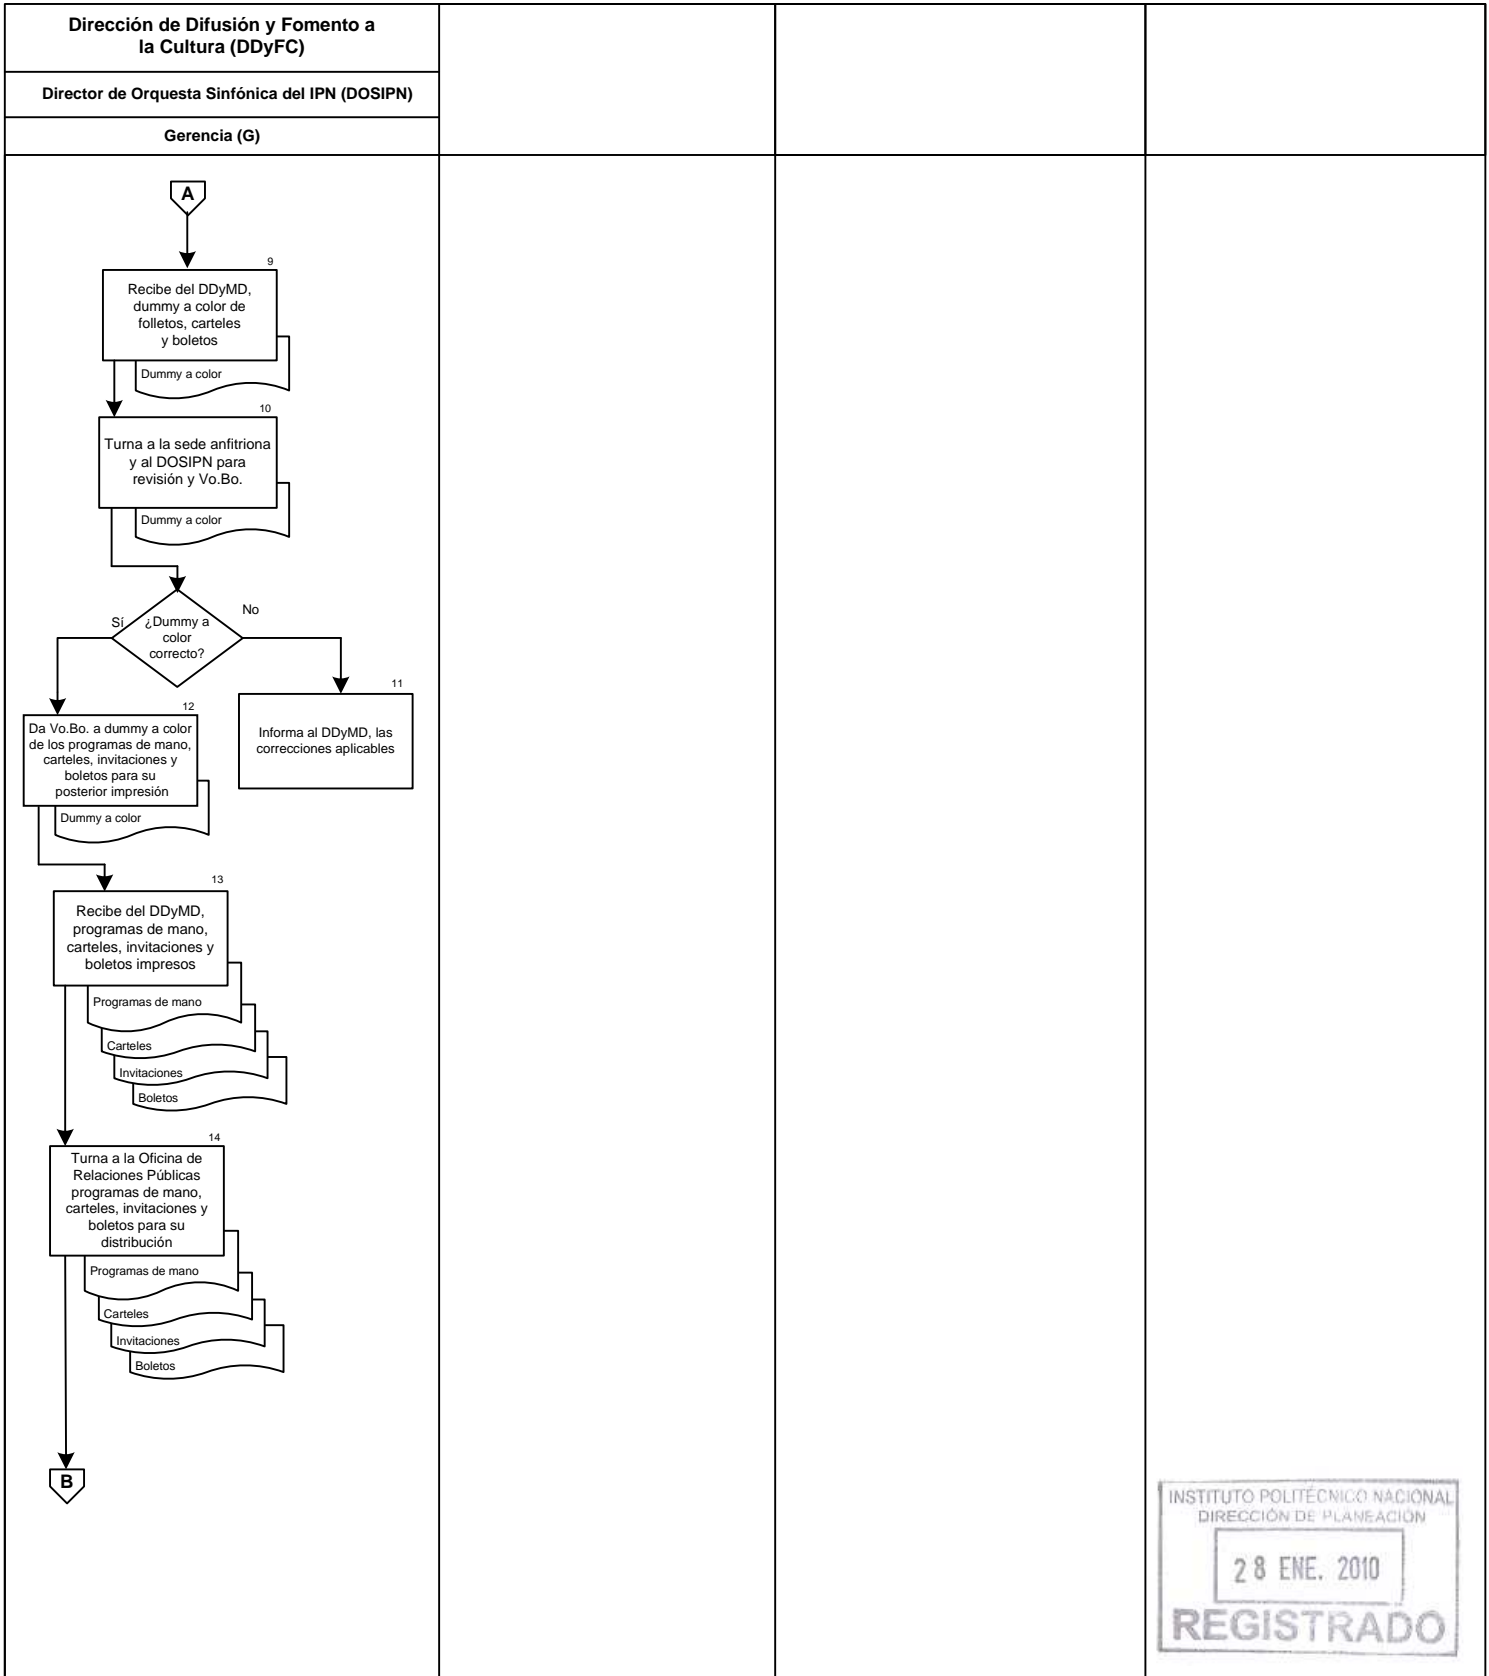 Dirección de Difusión y Fomento a
la Cultura (DDyFC)
Director de Orquesta Sinfónica del IPN (DOSIPN)
Gerencia (G)
A
9
Recibe del DDyMD,
dummy a color de
folletos, carteles
y boletos
Dummy a color
10
Turna a la sede anfitriona
y al DOSIPN para
revisión y Vo.Bo.
Dummy a color
¿Dummy a
color
correcto?
Sí
No
11
Informa al DDyMD, las
correcciones aplicables
12
Da Vo.Bo. a dummy a color
de los programas de mano,
carteles, invitaciones y
boletos para su
posterior impresión
Dummy a color
13
Recibe del DDyMD,
programas de mano,
carteles, invitaciones y
boletos impresos
Programas de mano
Carteles
Invitaciones
Boletos
14
Turna a la Oficina de
Relaciones Públicas
programas de mano,
carteles, invitaciones y
boletos para su
distribución
Programas de mano
Carteles
Invitaciones
Boletos
B
INSTITUTO POLITÉCNICO NACIONAL
DIRECCIÓN DE PLANEACIÓN
28 ENE. 2010
REGISTRADO